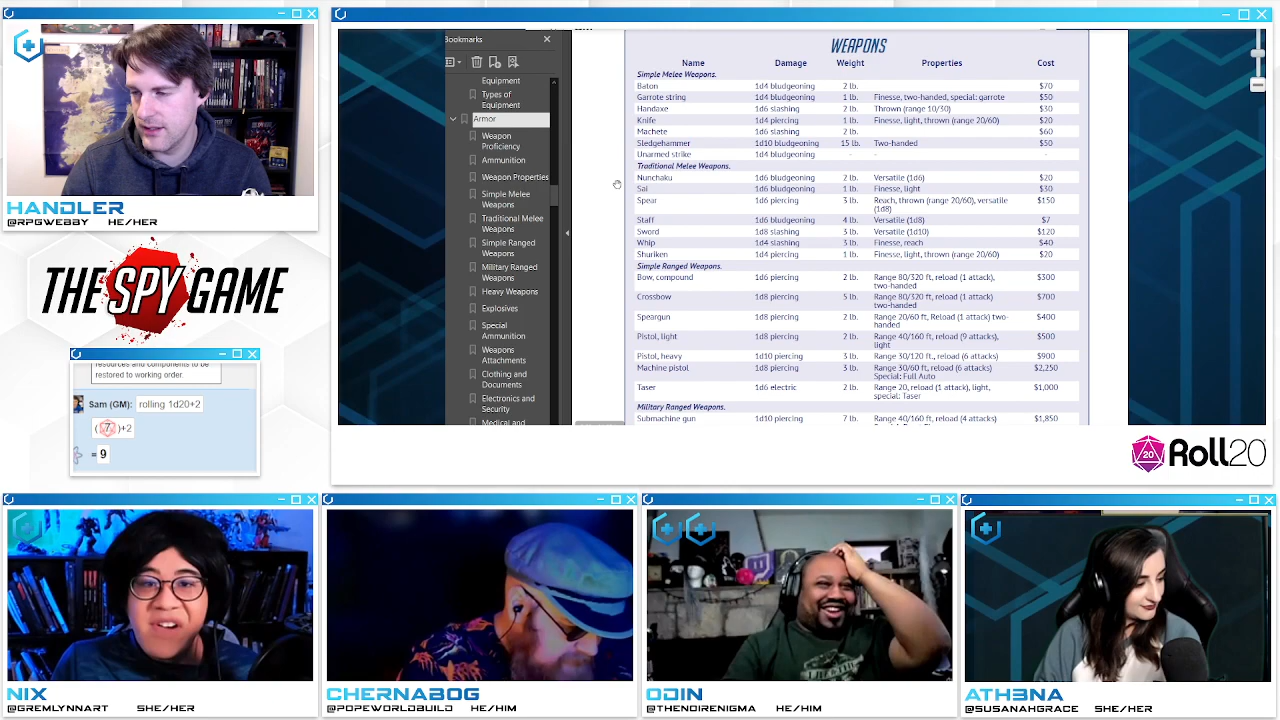 HANDLER
@RPGWEBBY HE/HER
THE SPY GAME
resources and components to be
restored to working order.
Sam (GM): rolling 1d20+2
(7)+2
= 9
Bookmarks
Equipment
Types of
Equipment
Armor
Weapon
Proficiency
Ammunition
Weapon Properties
Simple Melee
Weapons
Traditional Melee
Weapons
Simple Ranged
Weapons
Military Ranged
Weapons
Heavy Weapons
Explosives
Special
Ammunition
Weapons
Attachments
Clothing and
Documents
Electronics and
Security
Medical and
WEAPONS
Name Damage Weight Properties Cost
Simple Melee Weapons.
Baton 1d4 bludgeoning 2 lb. $70
Garrote string 1d4 bludgeoning 1 lb. Finesse, two-handed, special: garrote $50
Handaxe 1d6 slashing 2 lb. Thrown (range 10/30) $30
Knife 1d4 piercing 1 lb. Finesse, light, thrown (range 20/60) $20
Machete 1d6 slashing 2 lb. $60
Sledgehammer 1d10 bludgeoning 15 lb. Two-handed $50
Unarmed strike 1d4 bludgeoning - - -
Traditional Melee Weapons.
Nunchaku 1d6 bludgeoning 2 lb. Versatile (1d6) $20
Sai 1d6 bludgeoning 1 lb. Finesse, light $30
Spear 1d6 piercing 3 lb. Reach, thrown (range 20/60), versatile $150
(1d8)
Staff 1d6 bludgeoning 4 lb. Versatile (1d8) $7
Sword 1d8 slashing 3 lb. Versatile (1d10) $120
Whip 1d4 slashing 3 lb. Finesse, reach $40
Shuriken 1d4 piercing 1 lb. Finesse, light, thrown (range 20/60) $20
Simple Ranged Weapons.
Bow, compound 1d6 piercing 2 lb. Range 80/320 ft, reload (1 attack), $300
two-handed
Crossbow 1d8 piercing 5 lb. Range 80/320 ft, reload (1 attack) $700
two-handed
Speargun 1d8 piercing 2 lb. Range 20/60 ft, Reload (1 attack) two- $400
handed
Pistol, light 1d8 piercing 2 lb. Range 40/160 ft, reload (9 attacks), $500
light
Pistol, heavy 1d10 piercing 3 lb. Range 30/120 ft., reload (6 attacks) $900
Machine pistol 1d8 piercing 3 lb. Range 30/60 ft, reload (6 attacks) $2,250
Special: Full Auto
Taser 1d6 electric 2 lb. Range 20, reload (1 attack), light, $1,000
special: Taser
Military Ranged Weapons.
Submachine gun 1d10 piercing 7 lb. Range 40/160 ft, reload (4 attacks) $1,850
20 Roll20
NIX
@GREMLYNNART SHE/HER
CHERNABOG
@POPEWORLDBUILD HE/HIM
ODIN
@THENOIRENIGMA HE/HIM
ATH3NA
@SUSANAHGRACE SHE/HER